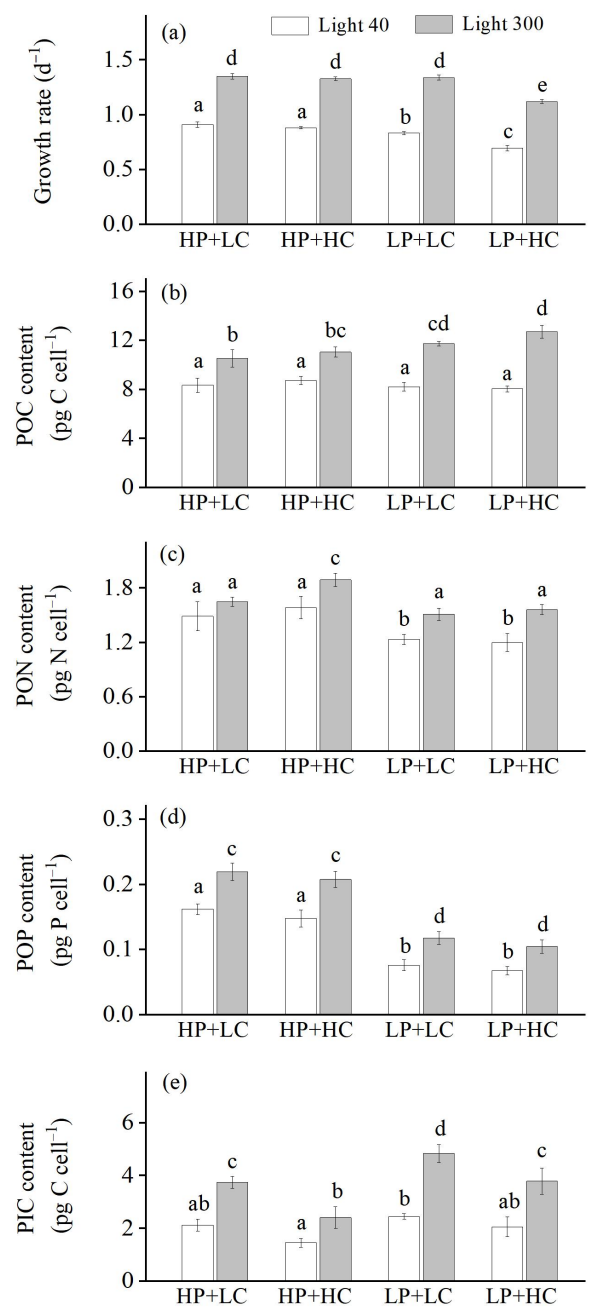 (a) Light 40 Light 300
Growth rate (d⁻¹)
1.5
1.0
0.5
0.0
a d a d b d c e
HP+LC HP+HC LP+LC LP+HC
(b)
POC content
(pg C cell⁻¹)
16
12
8
4
0
a b a bc a cd a d
HP+LC HP+HC LP+LC LP+HC
(c)
PON content
(pg N cell⁻¹)
1.8
1.2
0.6
0.0
a a a c b a b a
HP+LC HP+HC LP+LC LP+HC
(d)
POP content
(pg P cell⁻¹)
0.3
0.2
0.1
0.0
a c a c b d b d
HP+LC HP+HC LP+LC LP+HC
(e)
PIC content
(pg C cell⁻¹)
6
4
2
0
ab c a b b d ab c
HP+LC HP+HC LP+LC LP+HC